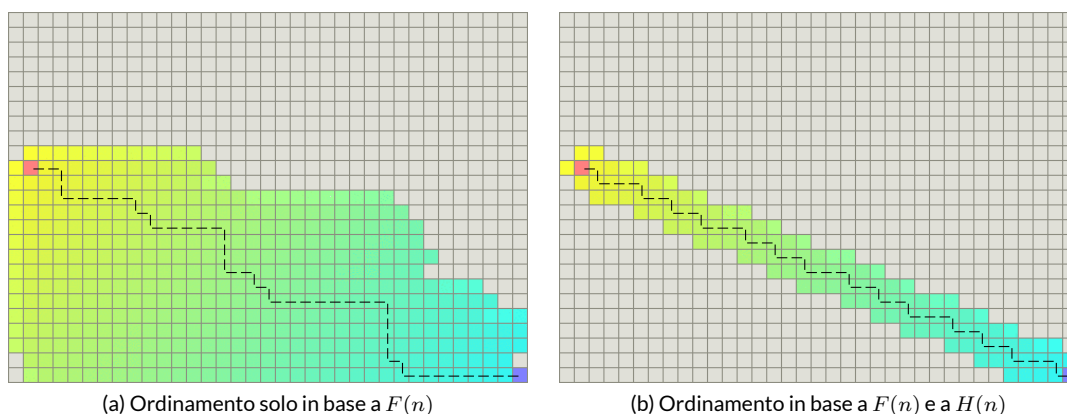 (a) Ordinamento solo in base a F(n)
(b) Ordinamento in base a F(n) e a H(n)